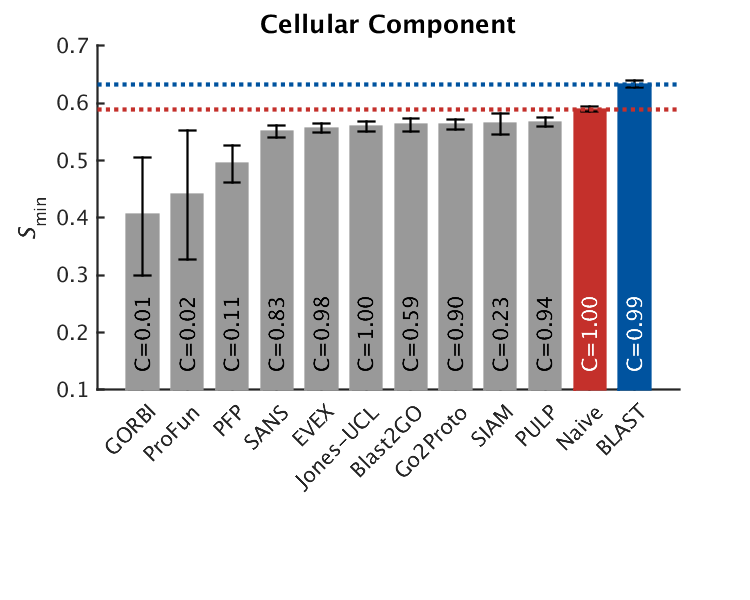 Cellular Component
0.7
0.6
0.5
0.4
0.3
0.2
0.1
Smin
C=0.01
C=0.02
C=0.11
C=0.83
C=0.98
C=1.00
C=0.59
C=0.90
C=0.23
C=0.94
C=1.00
C=0.99
GORBI
ProFun
PFP
SANS
EVEX
Jones-UCL
Blast2GO
Go2Proto
SIAM
PULP
Naive
BLAST